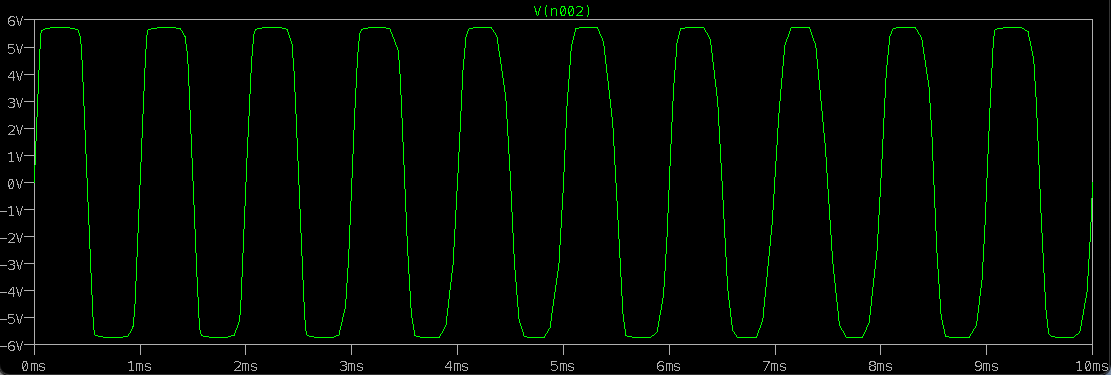 V(n002)
6V
5V
4V
3V
2V
1V
0V
-1V
-2V
-3V
-4V
-5V
-6V
0ms 1ms 2ms 3ms 4ms 5ms 6ms 7ms 8ms 9ms 10ms